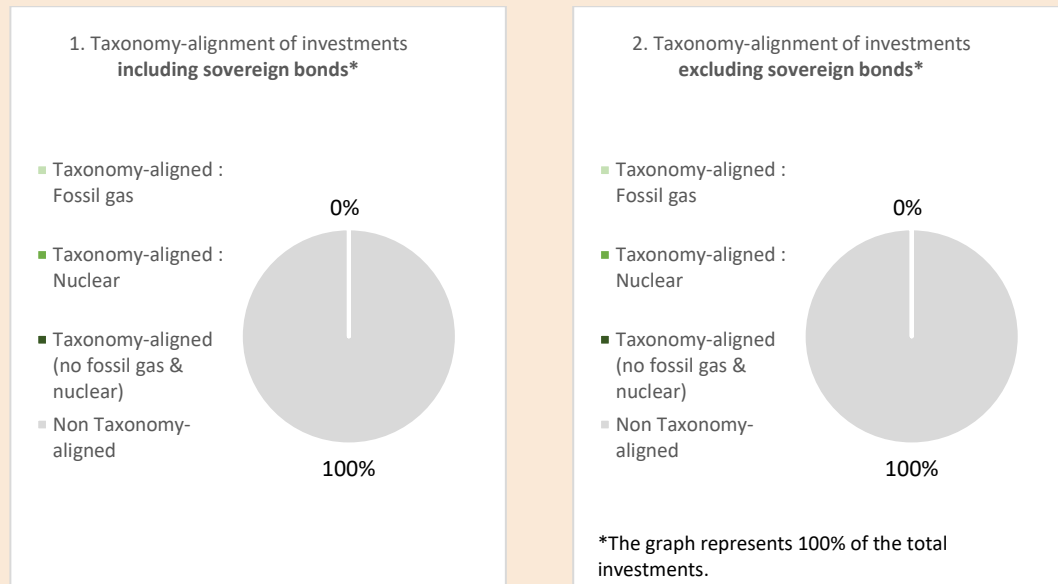 1. Taxonomy-alignment of investments
including sovereign bonds*
Taxonomy-aligned :
Fossil gas
Taxonomy-aligned :
Nuclear
Taxonomy-aligned
(no fossil gas &
nuclear)
Non Taxonomy-
aligned
0%
100%
2. Taxonomy-alignment of investments
excluding sovereign bonds*
Taxonomy-aligned :
Fossil gas
Taxonomy-aligned :
Nuclear
Taxonomy-aligned
(no fossil gas &
nuclear)
Non Taxonomy-
aligned
0%
100%
*The graph represents 100% of the total
investments.